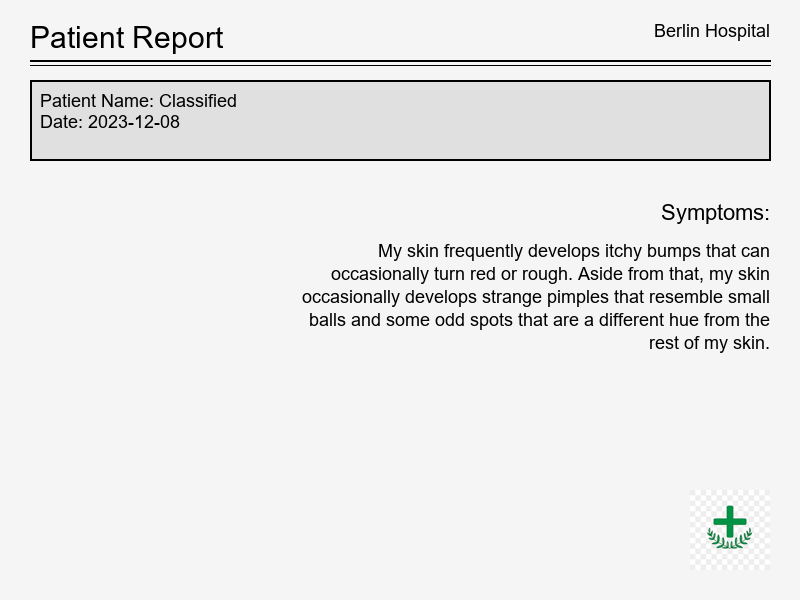 Patient Report
Berlin Hospital
Patient Name: Classified
Date: 2023-12-08
Symptoms:
My skin frequently develops itchy bumps that can
occasionally turn red or rough. Aside from that, my skin
occasionally develops strange pimples that resemble small
balls and some odd spots that are a different hue from the
rest of my skin.